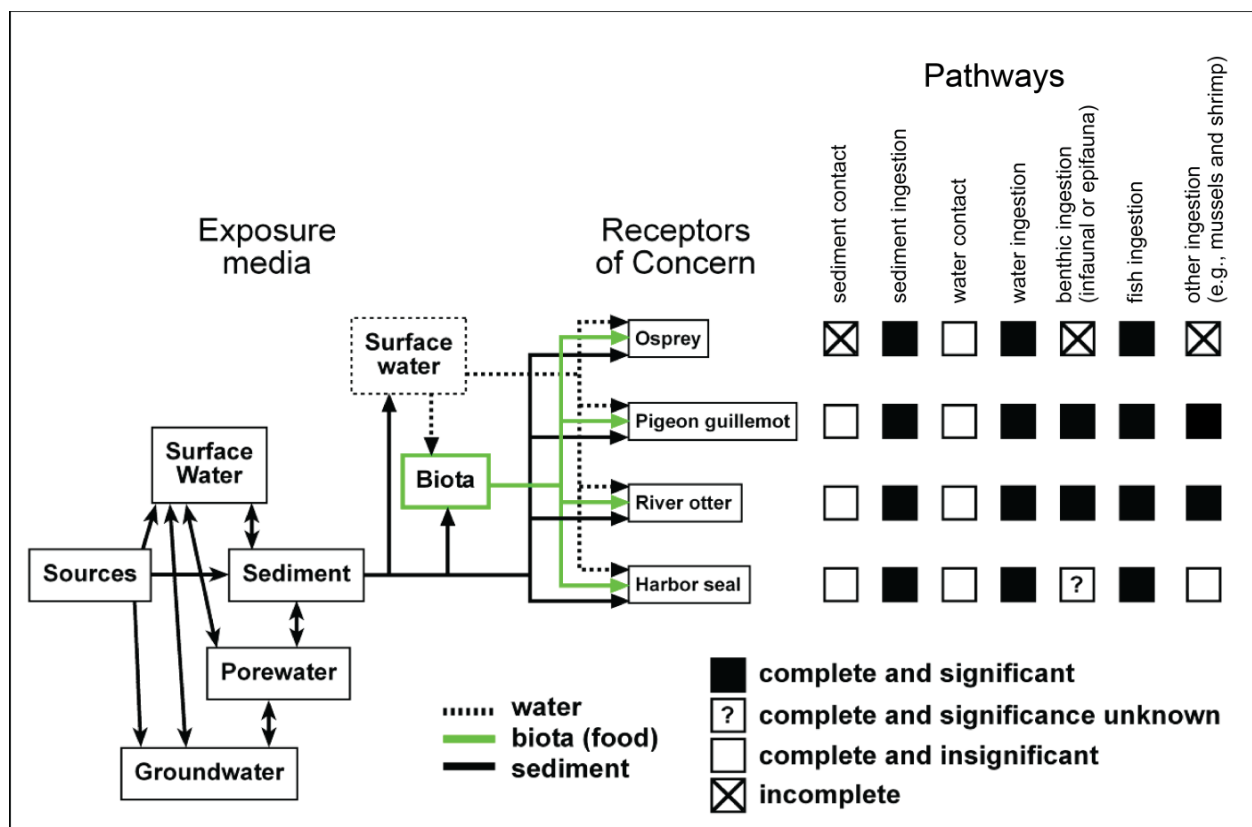 Pathways
sediment contact
sediment ingestion
water contact
water ingestion
benthic ingestion
(infaunal or epifauna)
fish ingestion
other ingestion
(e.g., mussels and shrimp)
Exposure
media
Receptors
of Concern
Surface
water
Osprey
Pigeon guillemot
Surface
Water
Biota
River otter
Sources
Sediment
Harbor seal
?
Porewater
Groundwater
water
biota (food)
sediment
complete and significant
? complete and significance unknown
complete and insignificant
incomplete